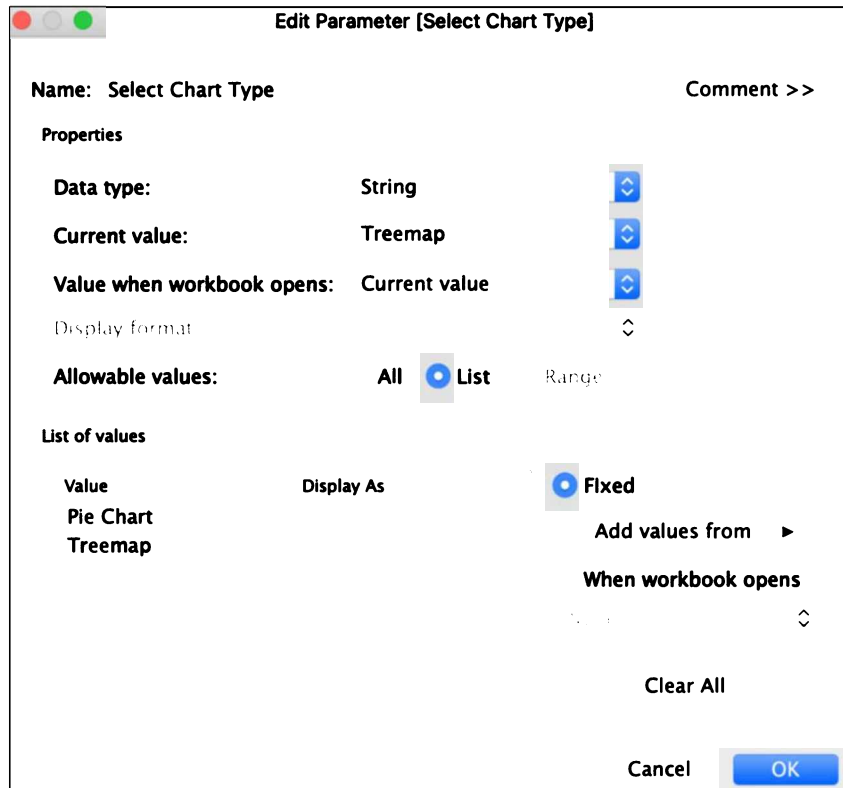 Edit Parameter [Select Chart Type]
Name: Select Chart Type Comment >>
Properties
Data type: String
Current value: Treemap
Value when workbook opens: Current value
Display format
Allowable values: All List Range
List of values
Value Display As Fixed
Pie Chart
Add values from ►
Treemap
When workbook opens
Clear All
Cancel OK